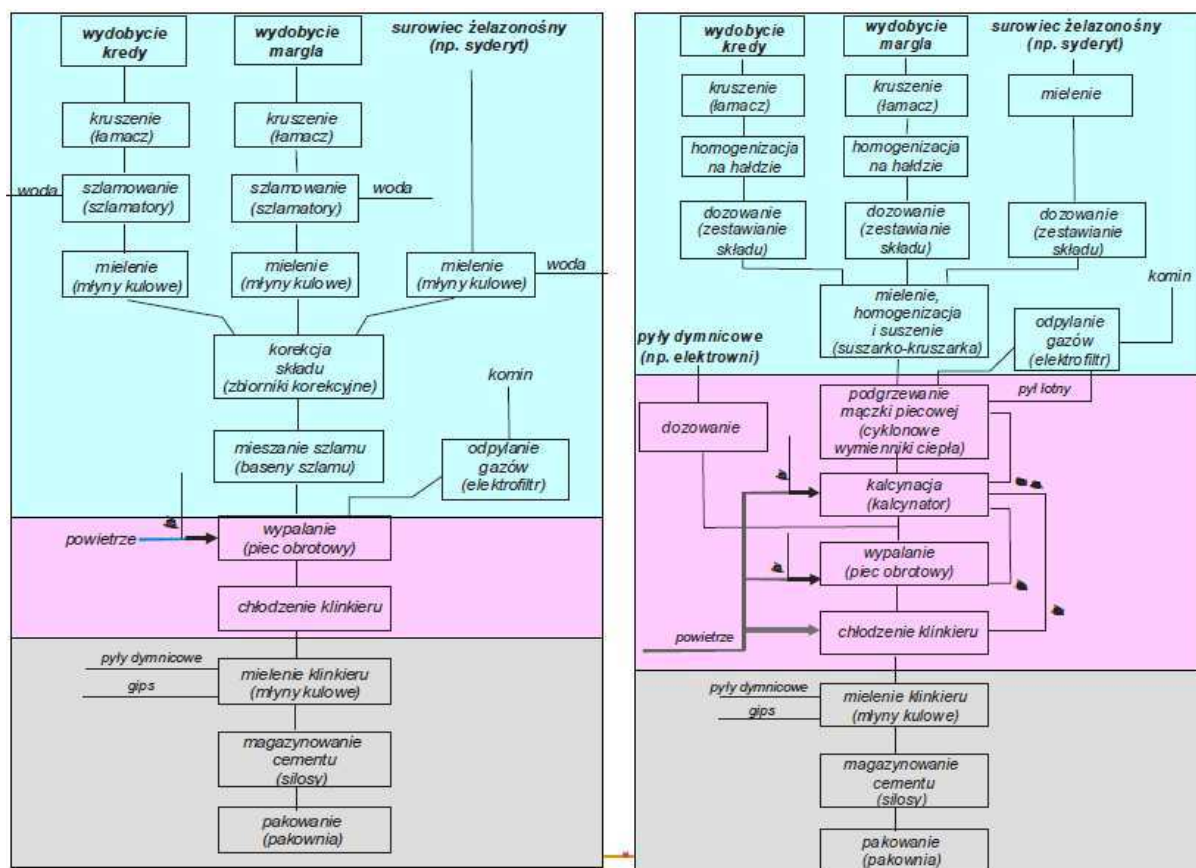 wydobycie
kredy
wydobycie
margla
surowiec żelazonośny
(np. syderyt)
kruszenie
(łamacz)
kruszenie
(łamacz)
woda
szlamowanie
(szlamatory)
szlamowanie
(szlamatory)
woda
mielenie
(młyny kulowe)
mielenie
(młyny kulowe)
mielenie
(młyny kulowe)
woda
korekcja
składu
(zbiorniki korekcyjne)
komin
mieszanie szlamu
(baseny szlamu)
odpylanie
gazów
(elektrofiltr)
powietrze
wypalanie
(piec obrotowy)
chłodzenie klinkieru
pyły dymnicowe
gips
mielenie klinkieru
(młyny kulowe)
magazynowanie
cementu
(silosy)
pakowanie
(pakownia)
wydobycie
kredy
wydobycie
margla
surowiec żelazonośny
(np. syderyt)
kruszenie
(łamacz)
kruszenie
(łamacz)
mielenie
homogenizacja
na hałdzie
homogenizacja
na hałdzie
dozowanie
(zestawianie
składu)
dozowanie
(zestawianie
składu)
dozowanie
(zestawianie
składu)
komin
mielenie,
homogenizacja
i suszenie
(suszarko-kruszarka)
odpylanie
gazów
(elektrofiltr)
pyły dymnicowe
(np. elektrowni)
pył lotny
podgrzewanie
mączki piecowej
(cyklonowe
wymienniki ciepła)
dozowanie
kalcynacja
(kalcynator)
wypalanie
(piec obrotowy)
powietrze
chłodzenie klinkieru
pyły dymnicowe
gips
mielenie klinkieru
(młyny kulowe)
magazynowanie
cementu
(silosy)
pakowanie
(pakownia)